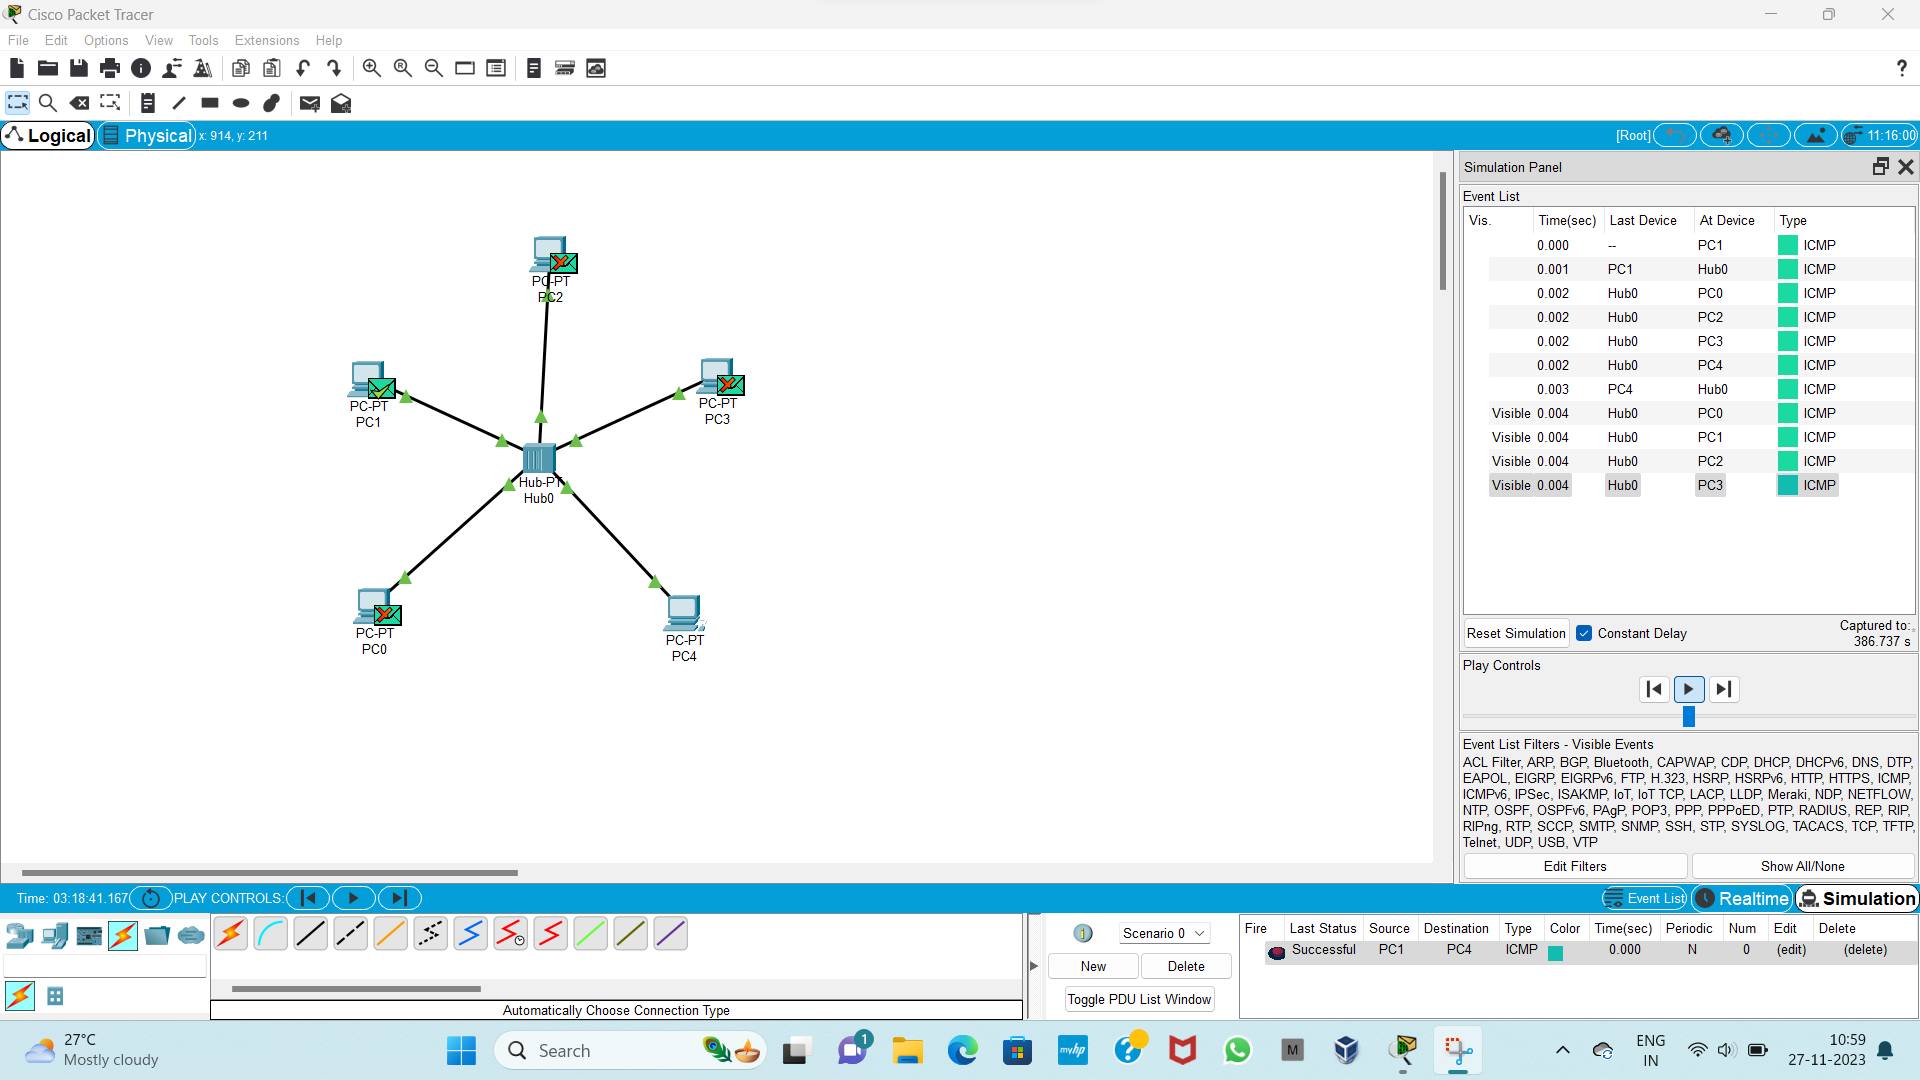 Cisco Packet Tracer
File Edit Options View Tools Extensions Help
?
Logical Physical x: 914, y: 211 [Root] 11:16:00
PC-PT
PC2
PC-PT
PC1
PC-PT
PC3
Hub-PT
Hub0
PC-PT
PC0
PC-PT
PC4
Simulation Panel
Event List
Vis. Time(sec) Last Device At Device Type
0.000 -- PC1 ICMP
0.001 PC1 Hub0 ICMP
0.002 Hub0 PC0 ICMP
0.002 Hub0 PC2 ICMP
0.002 Hub0 PC3 ICMP
0.002 Hub0 PC4 ICMP
0.003 PC4 Hub0 ICMP
Visible 0.004 Hub0 PC0 ICMP
Visible 0.004 Hub0 PC1 ICMP
Visible 0.004 Hub0 PC2 ICMP
Visible 0.004 Hub0 PC3 ICMP
Reset Simulation Constant Delay Captured to:
386.737 s
Play Controls
Event List Filters - Visible Events
ACL Filter, ARP, BGP, Bluetooth, CAPWAP, CDP, DHCP, DHCPv6, DNS, DTP,
EAPOL, EIGRP, EIGRPv6, FTP, H.323, HSRP, HSRPv6, HTTP, HTTPS, ICMP,
ICMPv6, IPSec, ISAKMP, IoT, IoT TCP, LACP, LLDP, Meraki, NDP, NETFLOW,
NTP, OSPF, OSPFv6, PAgP, POP3, PPP, PPPoED, PTP, RADIUS, REP, RIP,
RIPng, RTP, SCCP, SMTP, SNMP, SSH, STP, SYSLOG, TACACS, TCP, TFTP,
Telnet, UDP, USB, VTP
Edit Filters Show All/None
Time: 03:18:41.167 PLAY CONTROLS: Event List Realtime Simulation
Automatically Choose Connection Type
1 Scenario 0
New Delete
Toggle PDU List Window
Fire Last Status Source Destination Type Color Time(sec) Periodic Num Edit Delete
Successful PC1 PC4 ICMP 0.000 N 0 (edit) (delete)
27°C
Mostly cloudy
Search
1
myhp
?
M
ENG
IN
10:59
27-11-2023